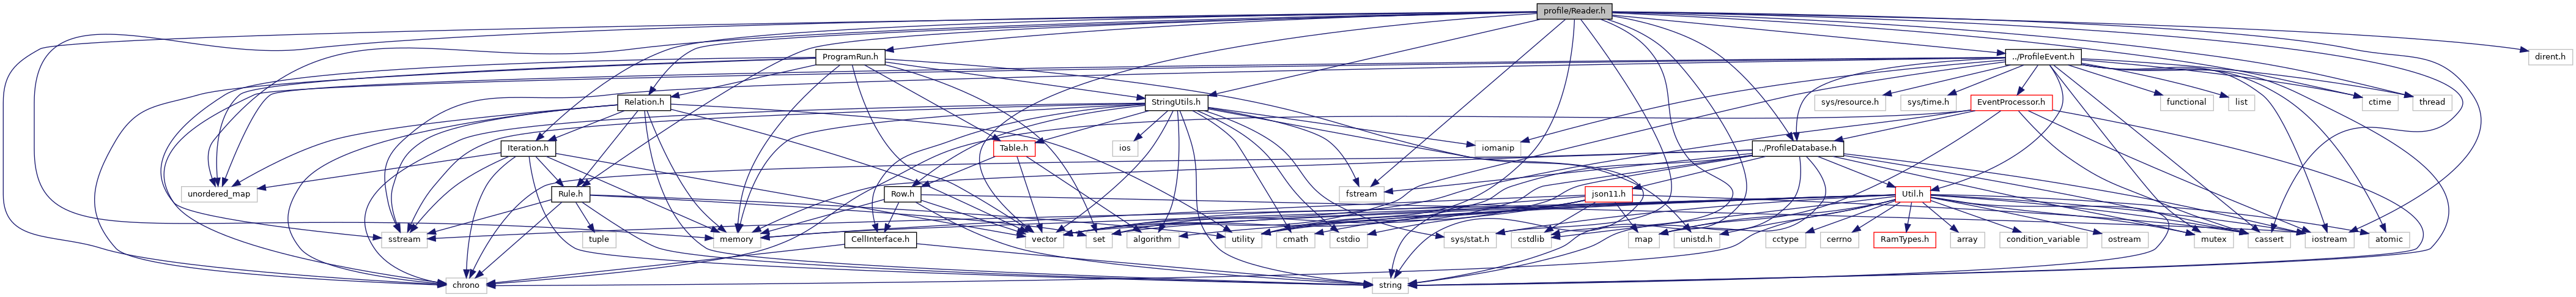 profile/Reader.h
ProgramRun.h
../ProfileEvent.h
dirent.h
Relation.h
StringUtils.h
sys/resource.h
sys/time.h
EventProcessor.h
functional
list
ctime
thread
Iteration.h
Table.h
ios
iomanip
../ProfileDatabase.h
unordered_map
Rule.h
Row.h
fstream
json11.h
Util.h
sstream
tuple
memory
CellInterface.h
vector
set
algorithm
utility
cmath
cstdio
sys/stat.h
cstdlib
map
unistd.h
cctype
cerrno
RamTypes.h
array
condition_variable
ostream
mutex
cassert
iostream
atomic
chrono
string